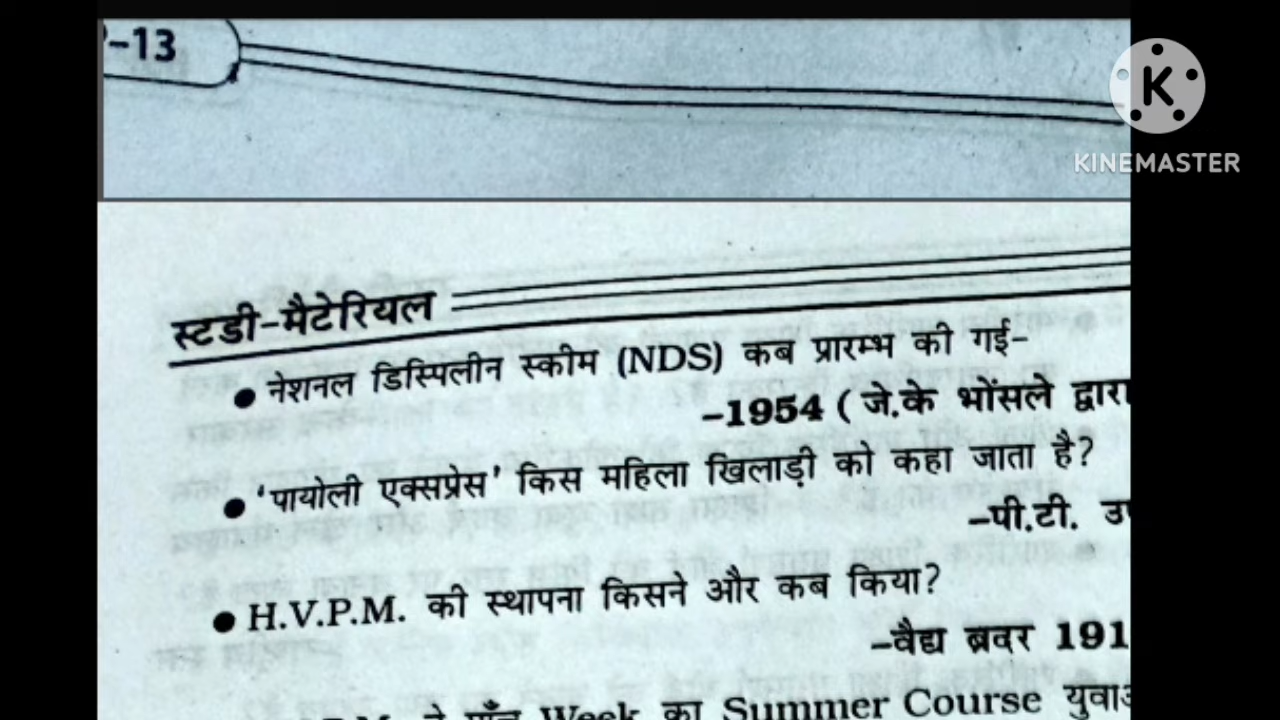 -13
KINEMASTER
स्टडी-मैटेरियल
• नेशनल डिस्पिलीन स्कीम (NDS) कब प्रारम्भ की गई-
-1954 (जे.के भोंसले द्वारा
• 'पायोली एक्सप्रेस' किस महिला खिलाड़ी को कहा जाता है?
-पी.टी.
• H.V.P.M. की स्थापना किसने और कब किया?
-वैद्य ब्रदर 191
ने पाँच Week का Summer Course